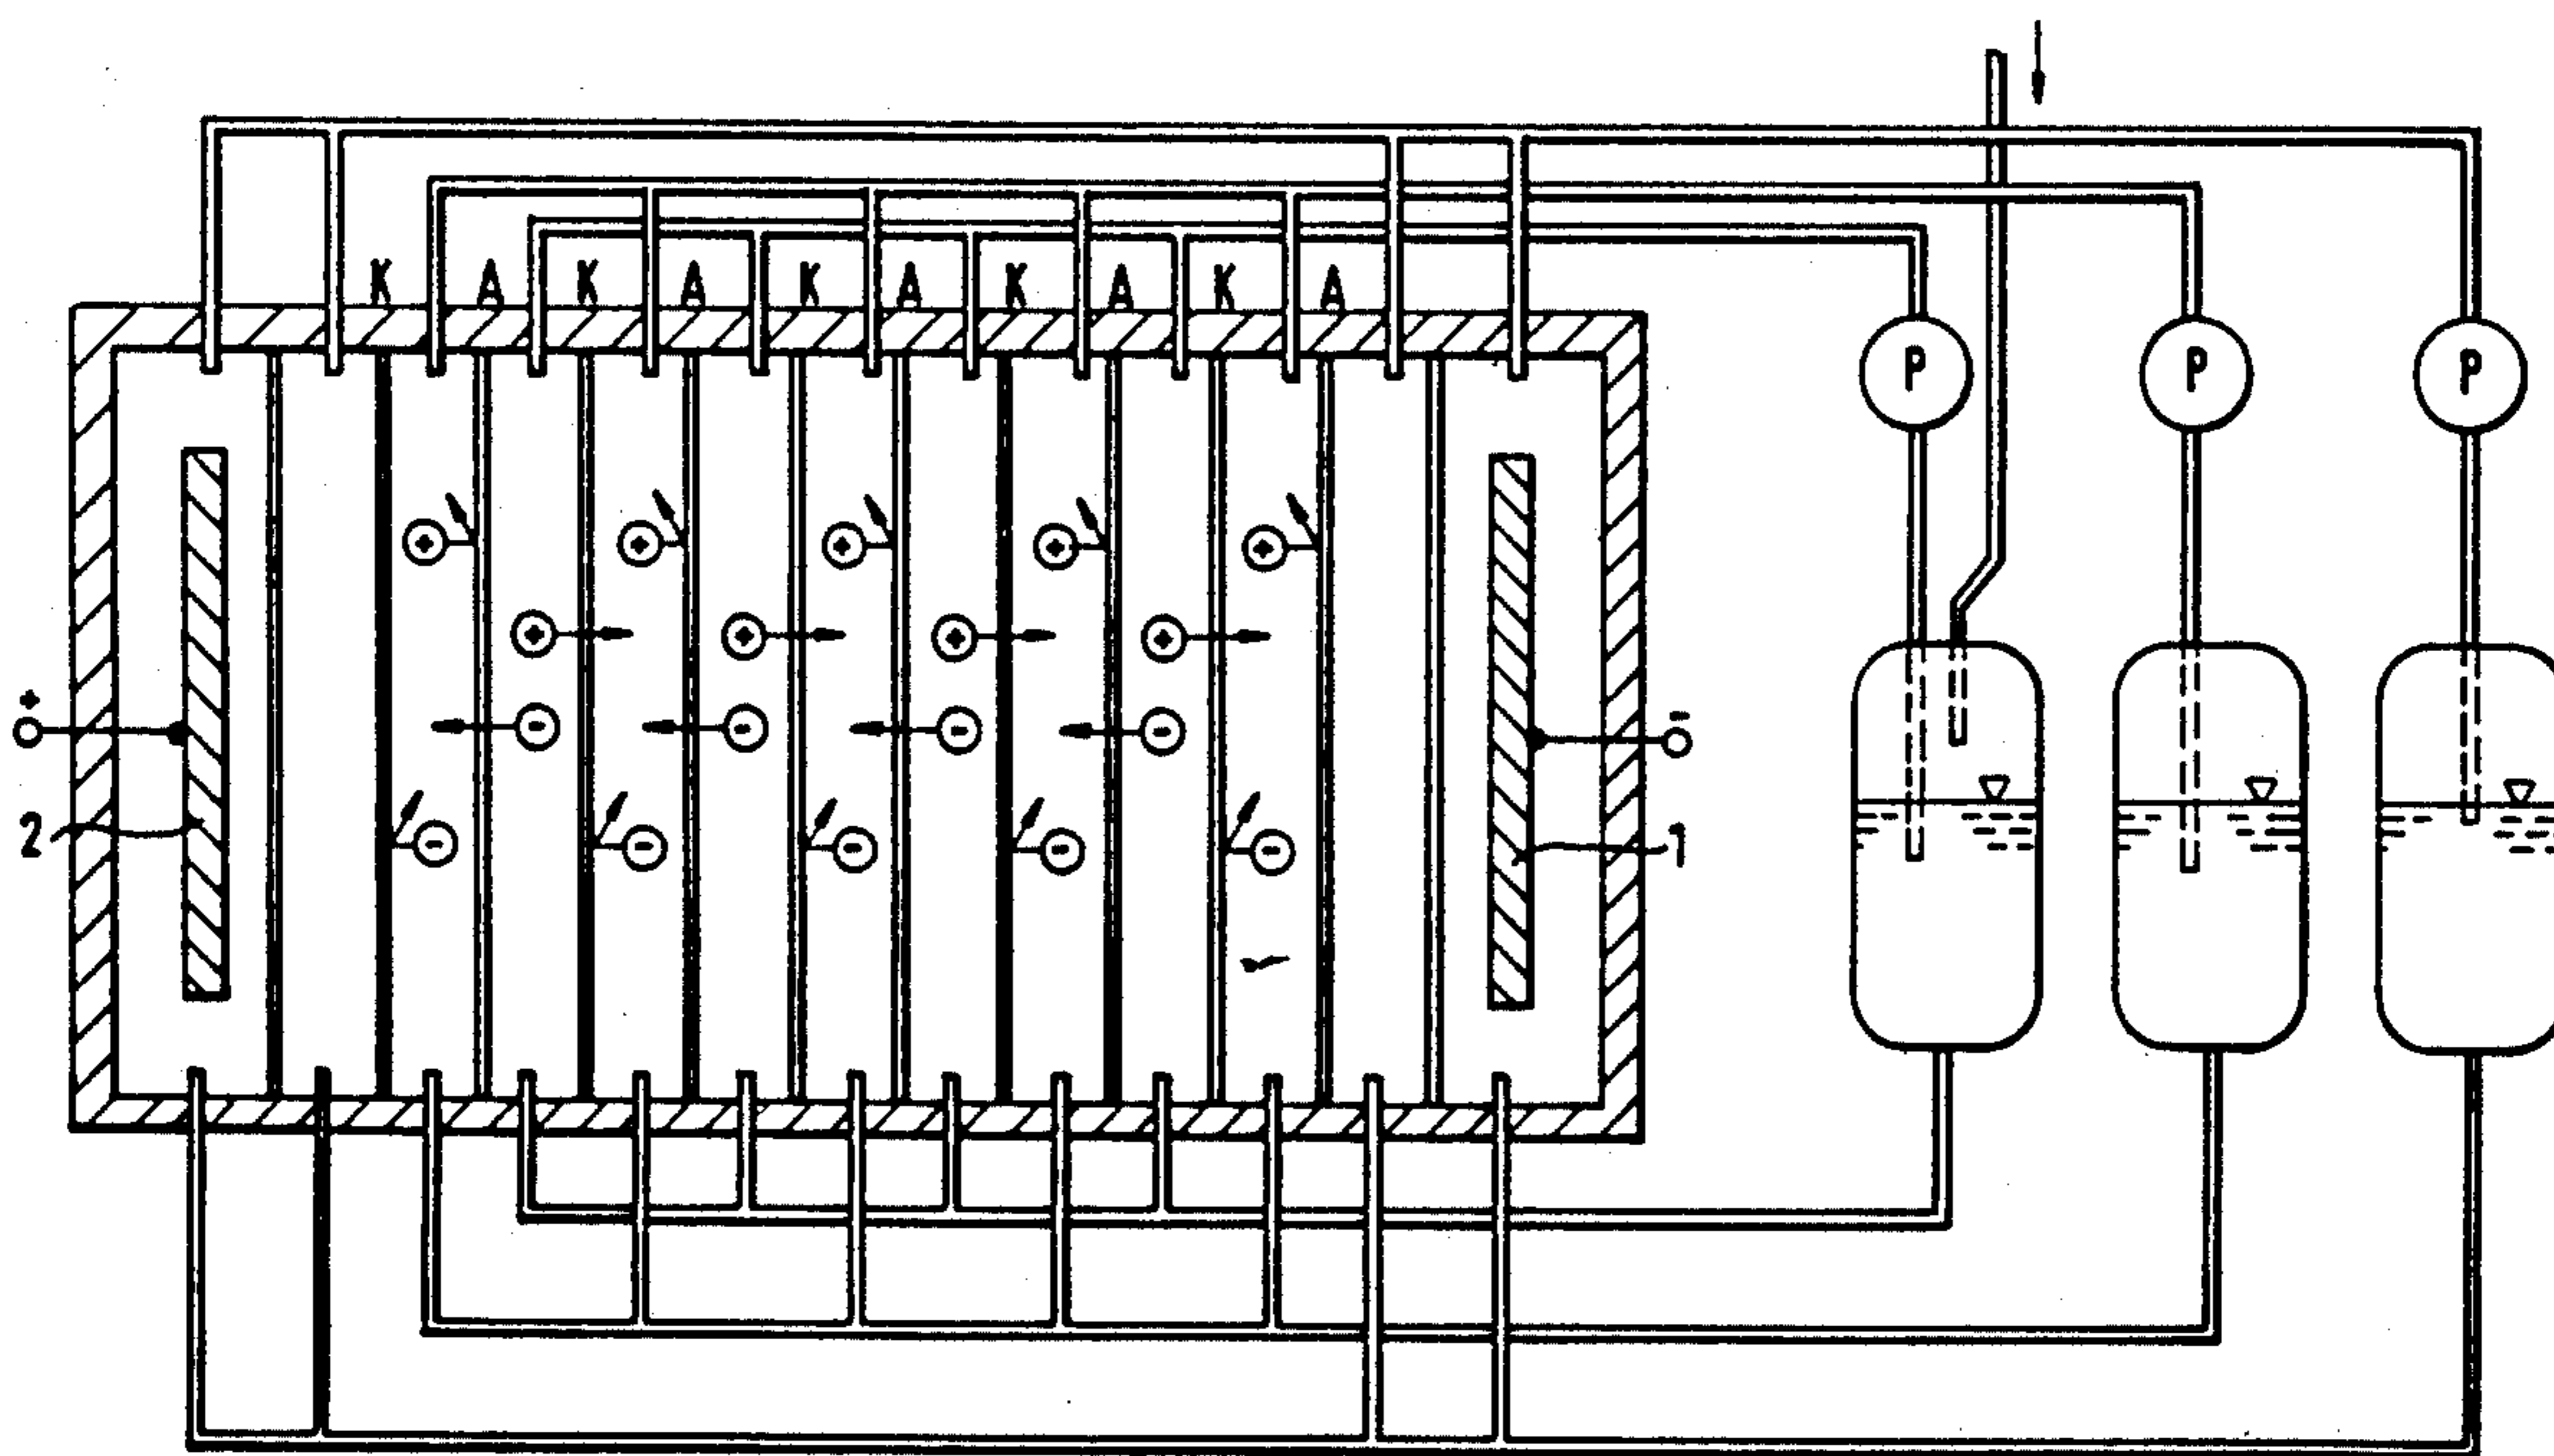 K A K A K A K A K A
P P P
+ -
+ + + + +
+ + + +
- - - -
2 1
- - - - -